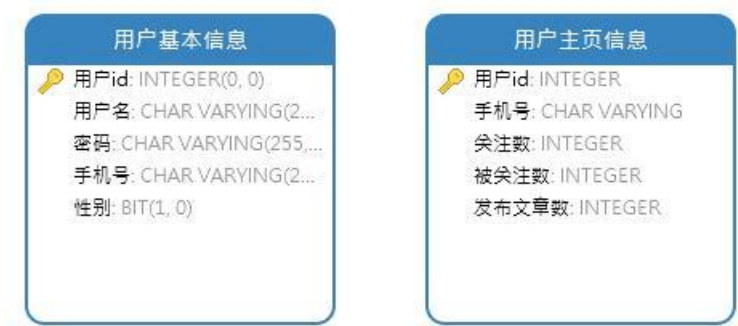 用户基本信息
用户id: INTEGER(0, 0)
用户名: CHAR VARYING(2...
密码: CHAR VARYING(255,...
手机号: CHAR VARYING(2...
性别: BIT(1, 0)
用户主页信息
用户id: INTEGER
手机号: CHAR VARYING
关注数: INTEGER
被关注数: INTEGER
发布文章数: INTEGER